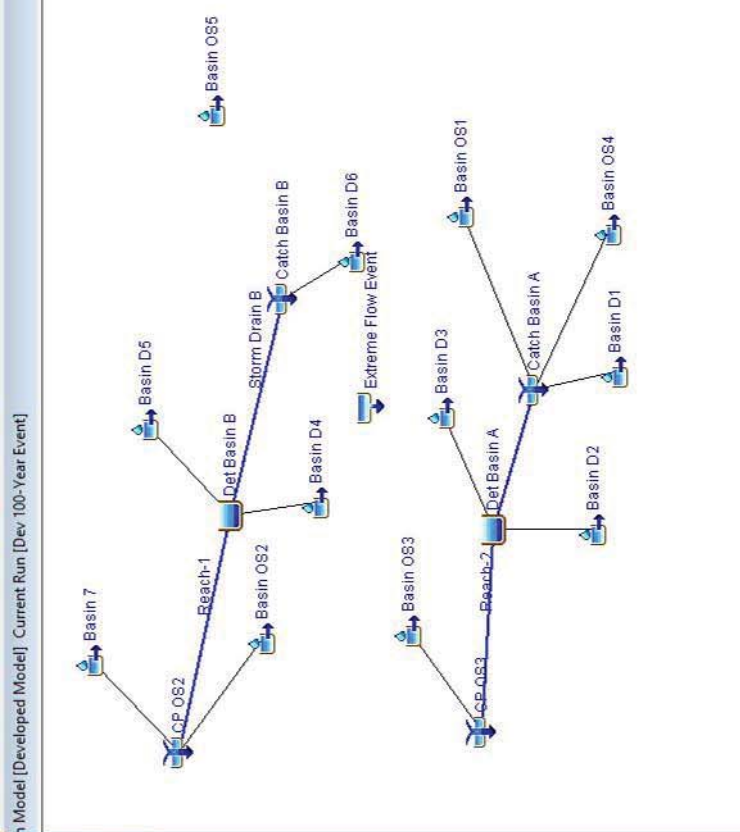 n Model [Developed Model] Current Run [Dev 100-Year Event]
Basin OS5
Basin 7
Basin D5
CP OS2
Reach-1
Det Basin B
Storm Drain B
Catch Basin B
Basin OS2
Basin D4
Basin D6
Extreme Flow Event
Basin OS3
Basin D3
Basin OS1
CP OS3
Reach-2
Det Basin A
Catch Basin A
Basin D2
Basin D1
Basin OS4